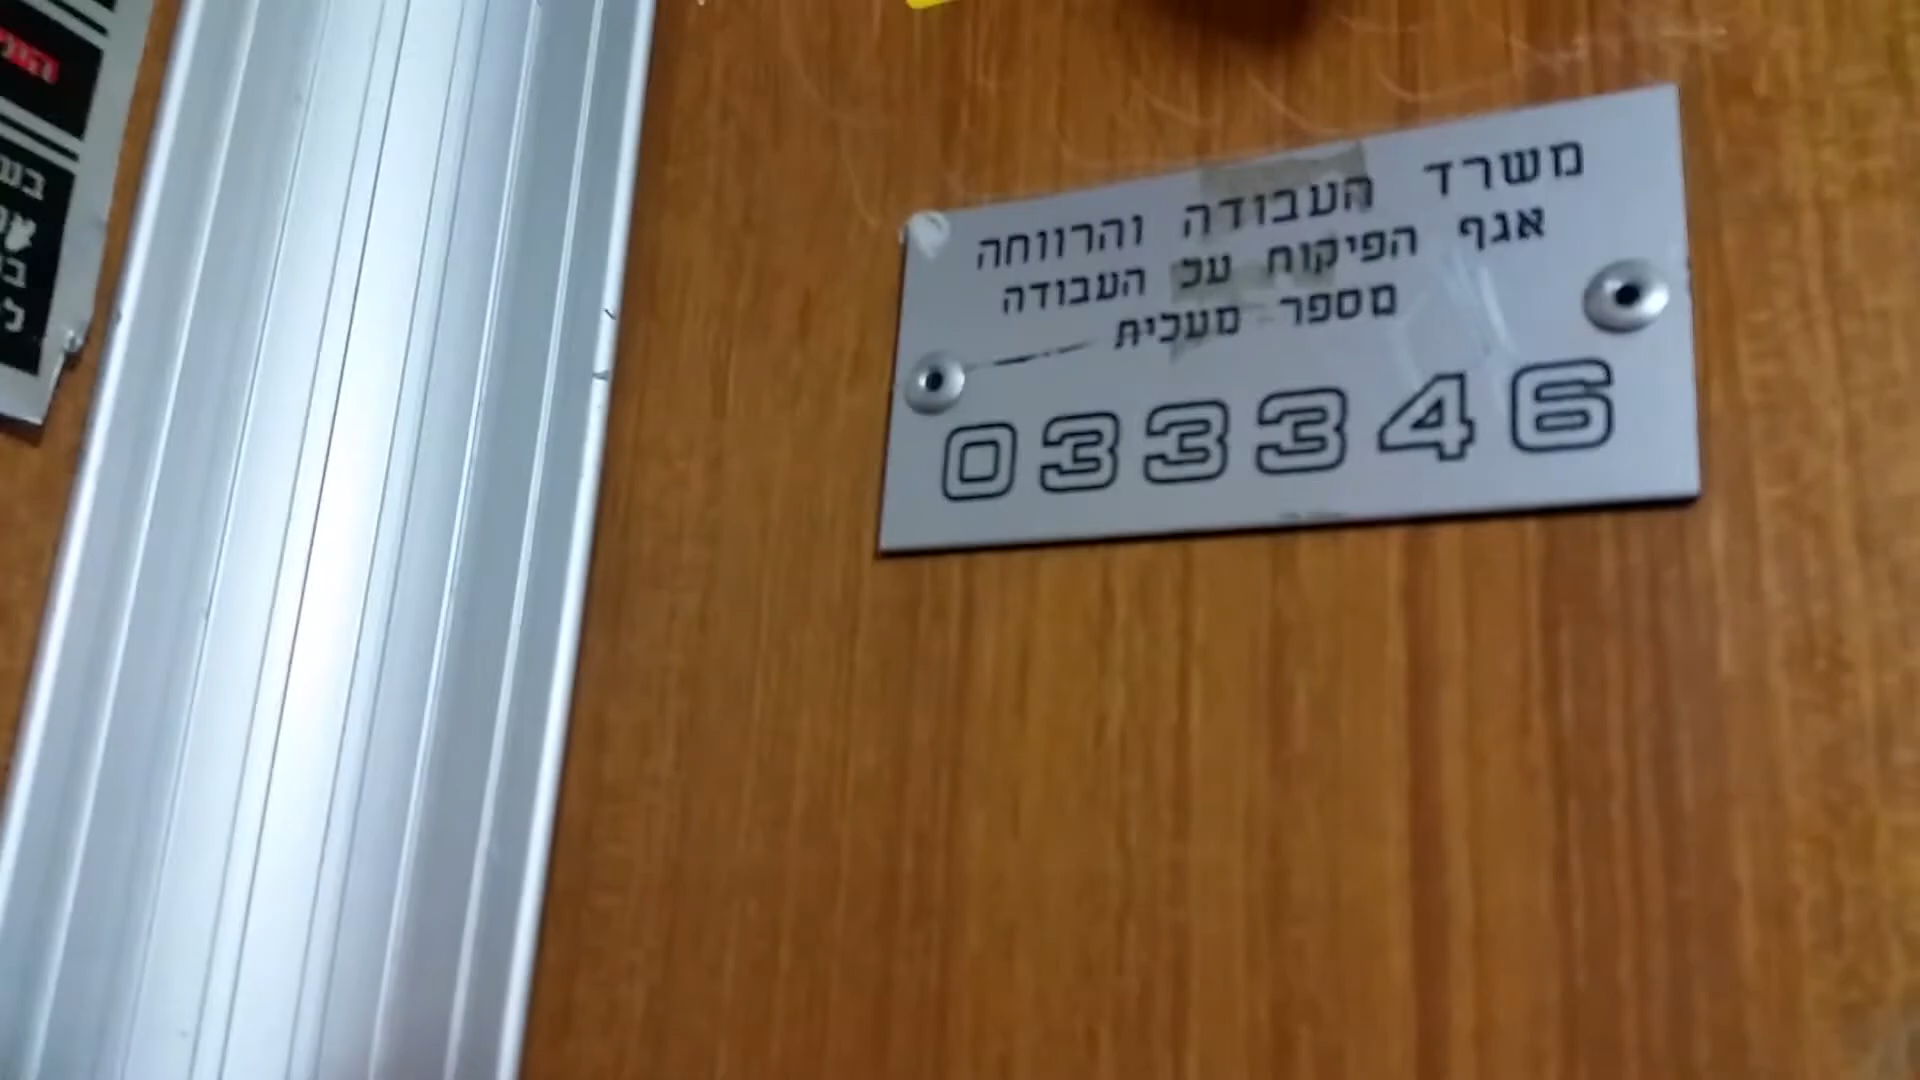 משרד העבודה והרווחה
אגף הפיקוח על העבודה
מספר מעלית
033346